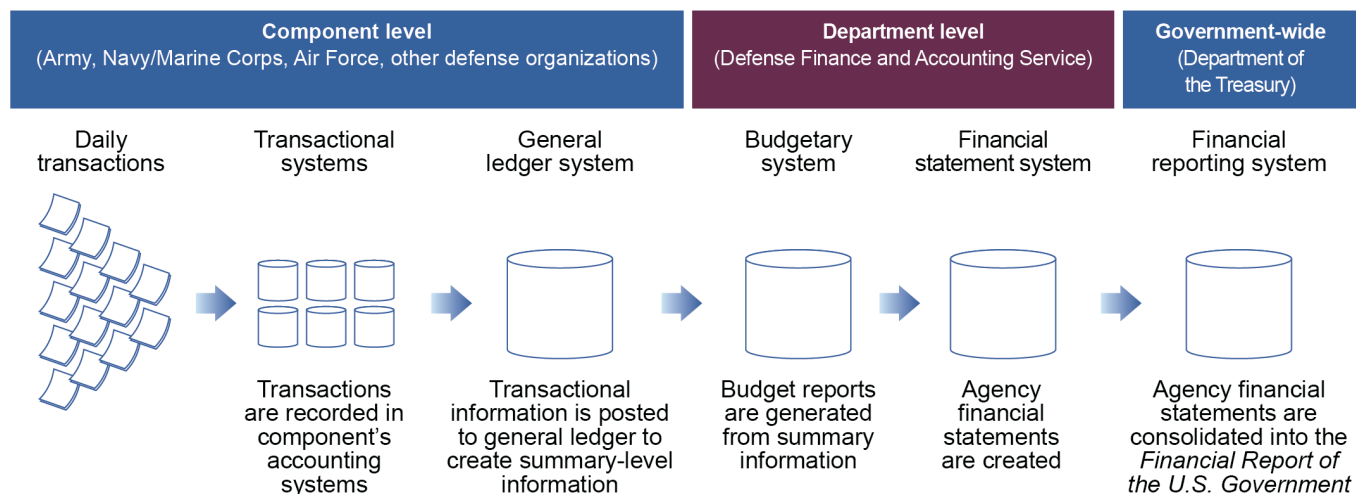 Component level
(Army, Navy/Marine Corps, Air Force, other defense organizations)
Department level
(Defense Finance and Accounting Service)
Government-wide
(Department of
the Treasury)
Daily
transactions
Transactional
systems
General
ledger system
Budgetary
system
Financial
statement system
Financial
reporting system
Transactions
are recorded in
component’s
accounting
systems
Transactional
information is posted
to general ledger to
create summary-level
information
Budget reports
are generated
from summary
information
Agency
financial
statements
are created
Agency financial
statements are
consolidated into the
Financial Report of
the U.S. Government